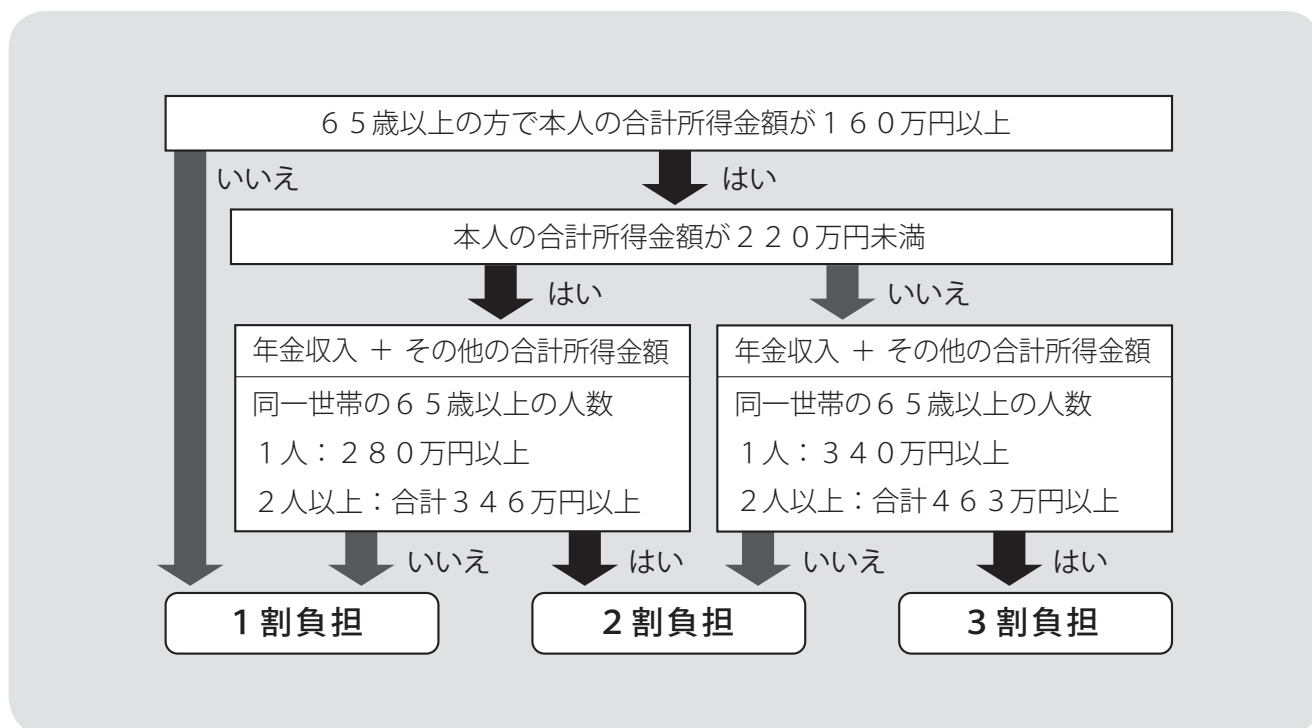 ６５歳以上の方で本人の合計所得金額が１６０万円以上
いいえ
はい
本人の合計所得金額が２２０万円未満
はい
いいえ
年金収入 ＋ その他の合計所得金額
同一世帯の６５歳以上の人数
１人：２８０万円以上
２人以上：合計３４６万円以上
年金収入 ＋ その他の合計所得金額
同一世帯の６５歳以上の人数
１人：３４０万円以上
２人以上：合計４６３万円以上
いいえ
はい
いいえ
はい
1割負担
2割負担
3割負担